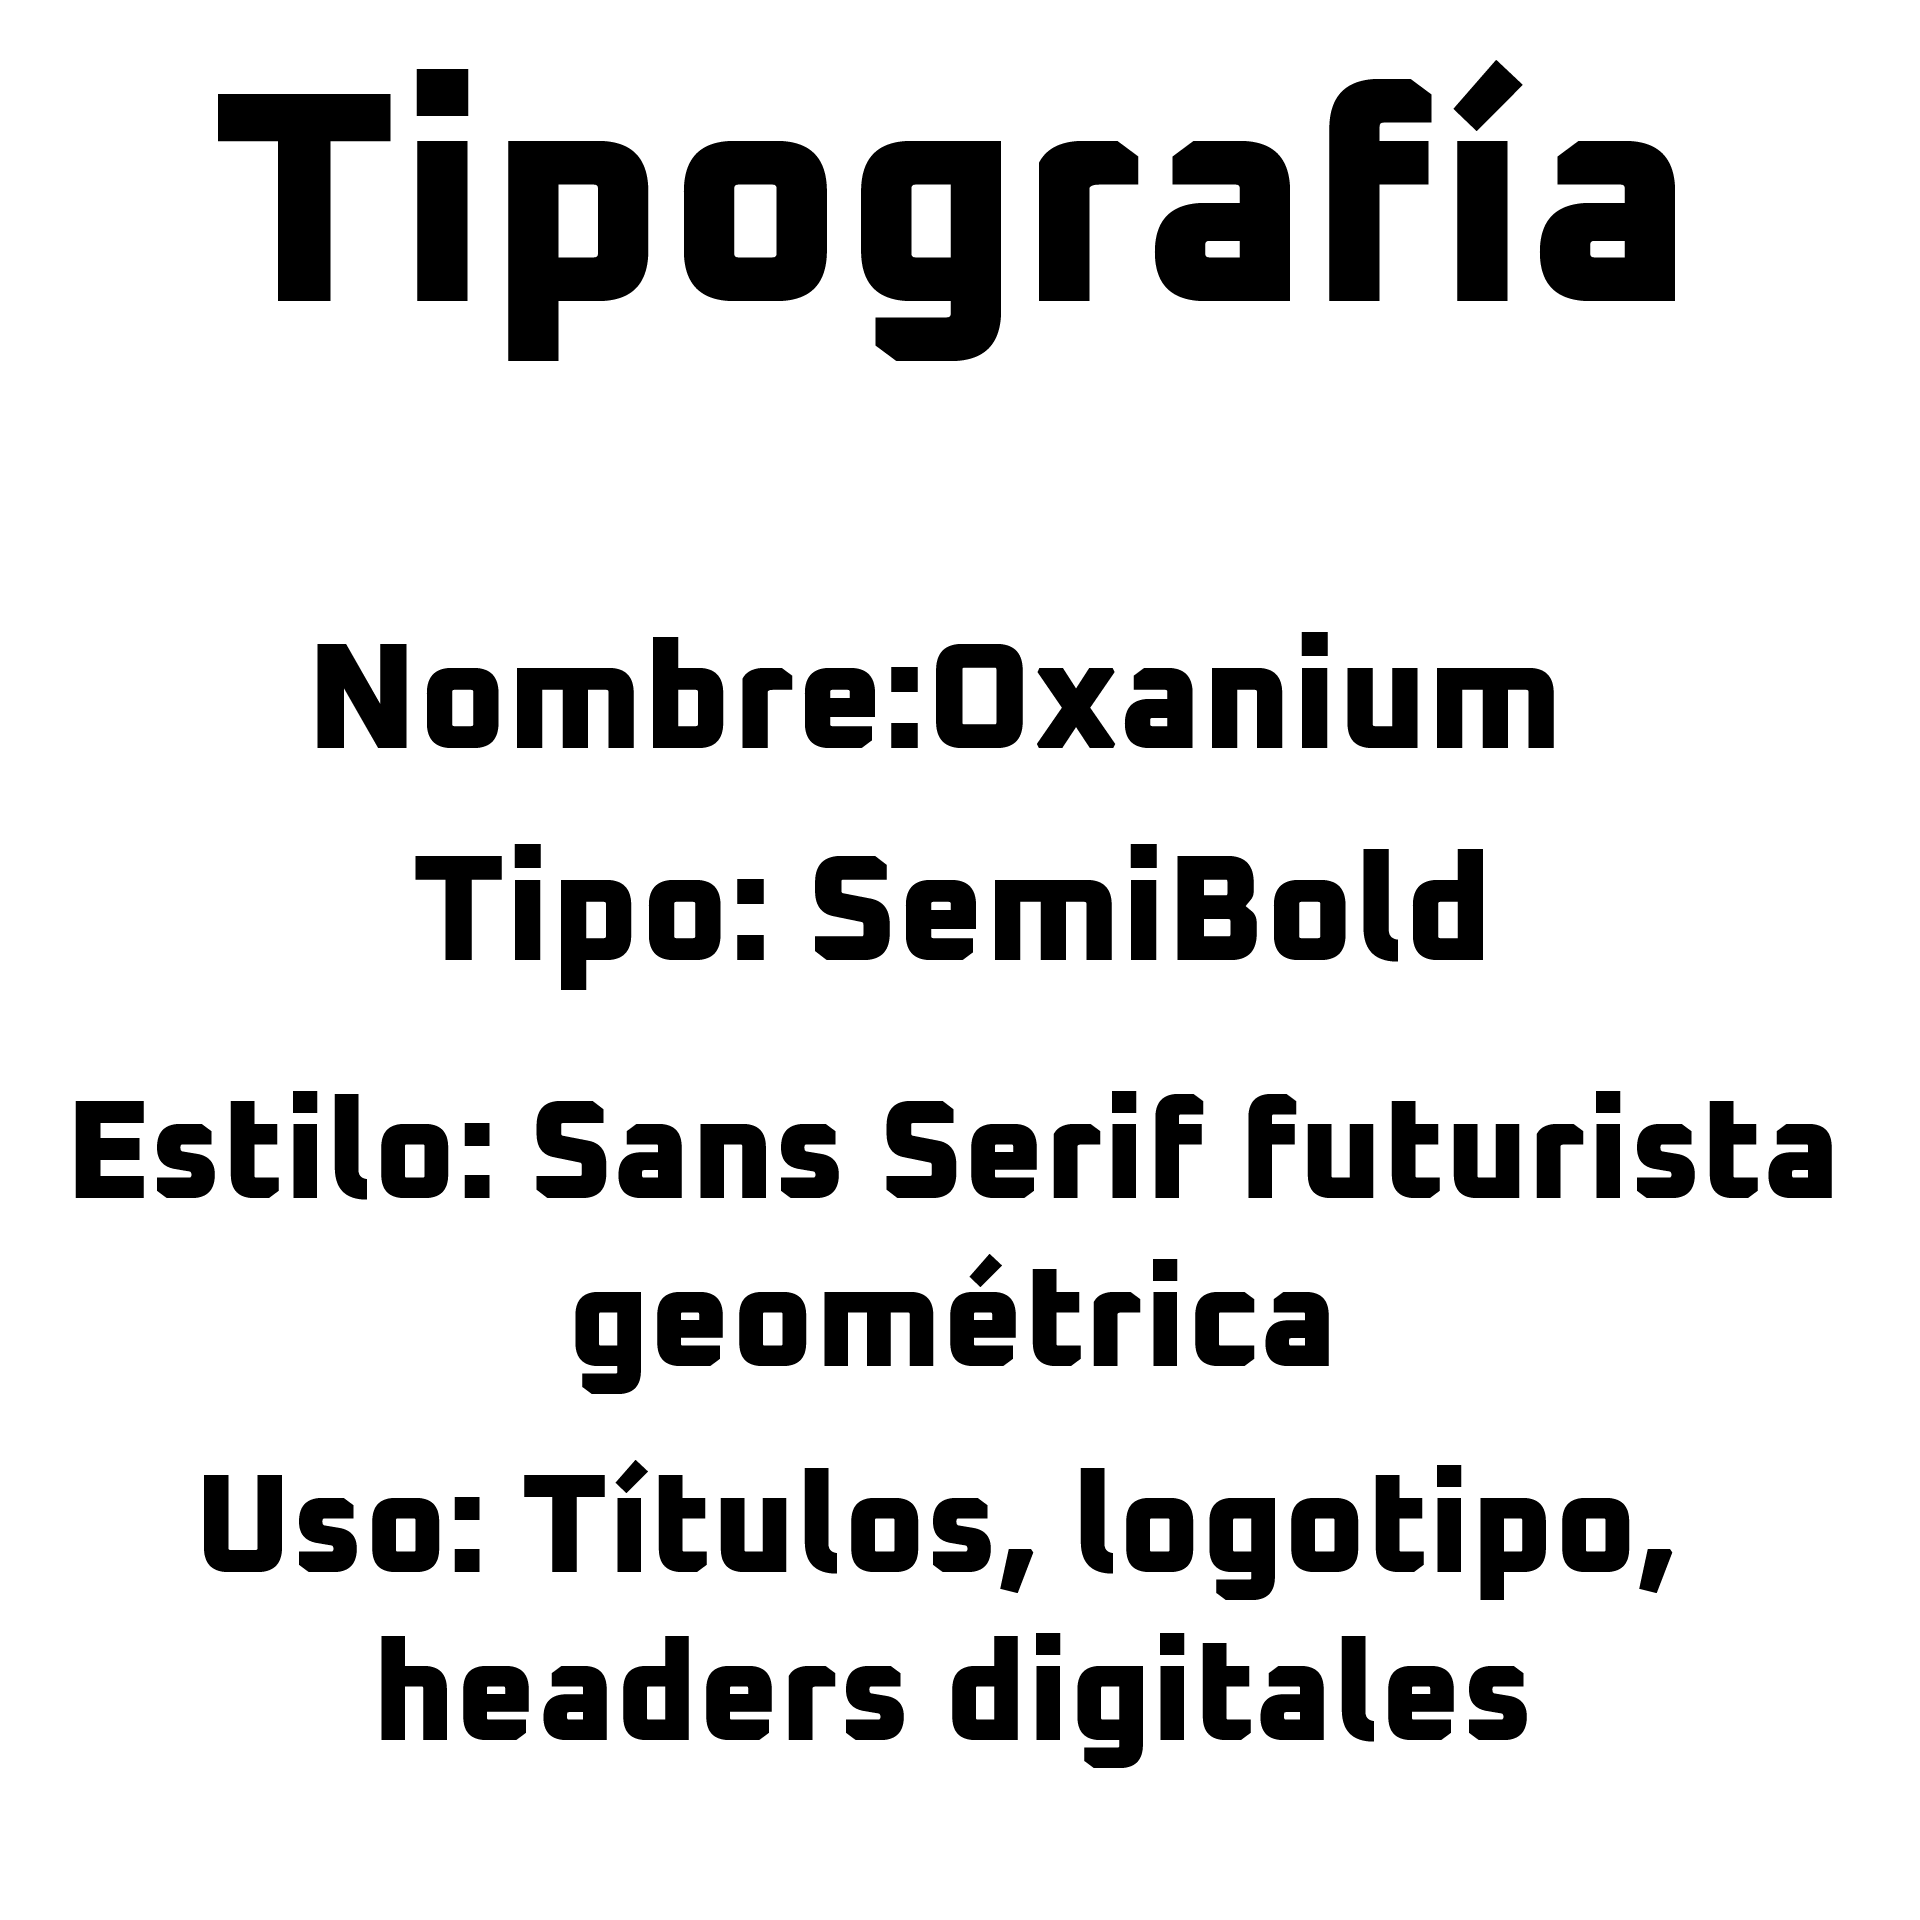 Tipografía
Nombre:Oxanium
Tipo: SemiBold
Estilo: Sans Serif futurista
geométrica
Uso: Títulos, logotipo,
headers digitales